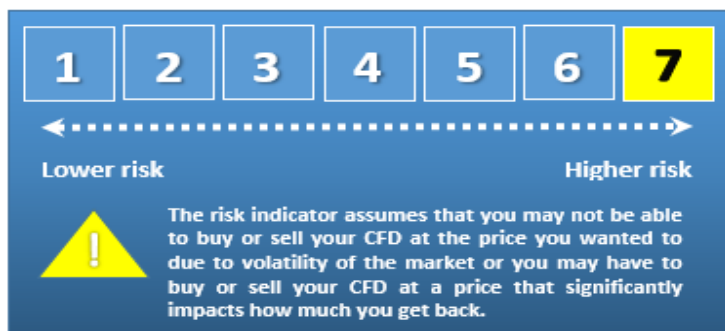 1 2 3 4 5 6 7
Lower risk Higher risk
!
The risk indicator assumes that you may not be able
to buy or sell your CFD at the price you wanted to
due to volatility of the market or you may have to
buy or sell your CFD at a price that significantly
impacts how much you get back.